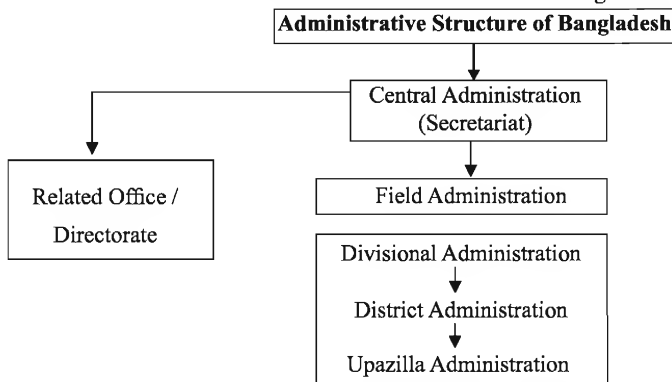 Administrative Structure of Bangladesh
Central Administration
(Secretariat)
Related Office /
Directorate
Field Administration
Divisional Administration
District Administration
Upazilla Administration